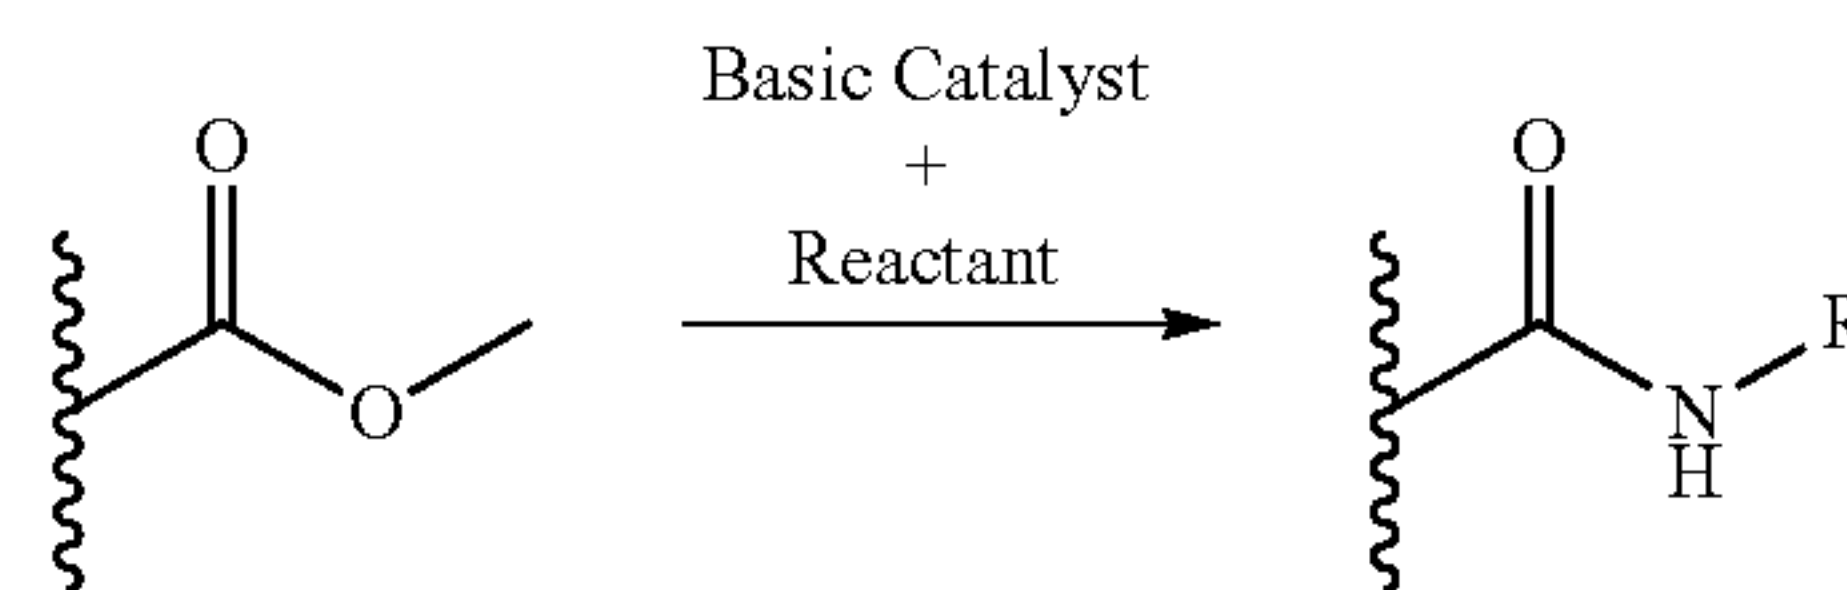 Basic Catalyst
+
Reactant
O
O
O
N
H
R